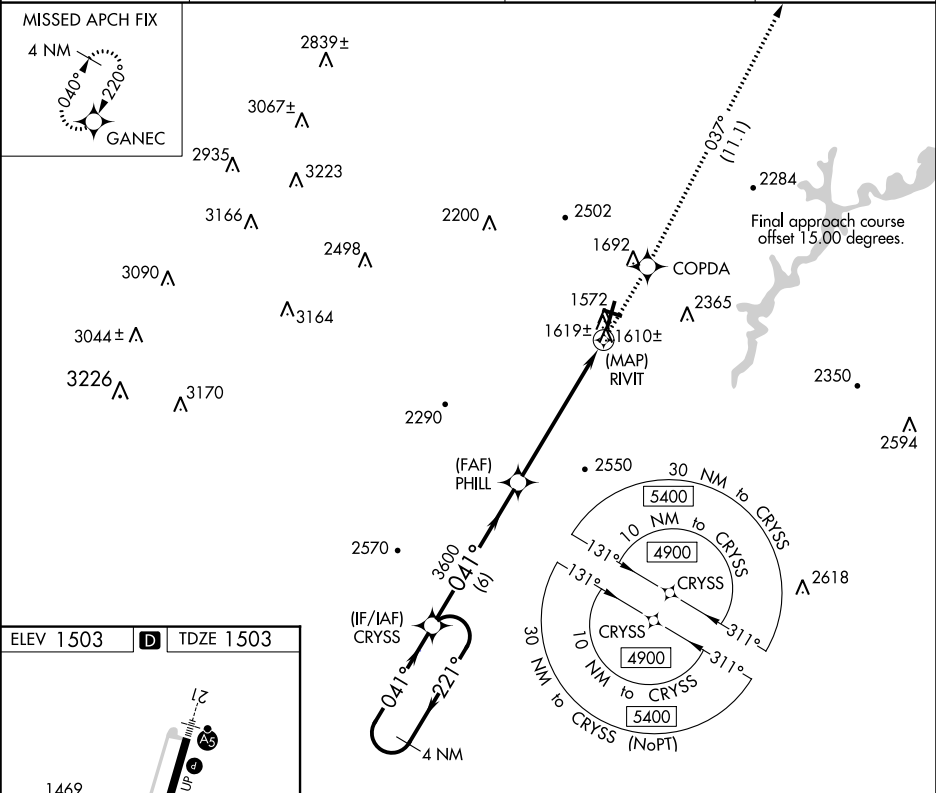 MISSED APCH FIX
4 NM
040°
220°
GANEC
2839±
3067±
2935
3223
3166
2200
2502
2284
037°
(11.1)
Final approach course
offset 15.00 degrees.
2498
1692
COPDA
3090
3164
1572
2365
3044±
1619±
1610±
(MAP)
RIVIT
3226
3170
2350
2290
2594
(FAF)
PHILL
2550
2570
3600
041°
(6)
(IF/IAF)
CRYSS
041°
221°
4 NM
30 NM to CRYSS
5400
10 NM to CRYSS
4900
131°
CRYSS
311°
2618
131°
CRYSS
311°
4900
10 NM to CRYSS
5400
30 NM to CRYSS (NoPT)
ELEV 1503
D
TDZE 1503
21
A5
UP
1469